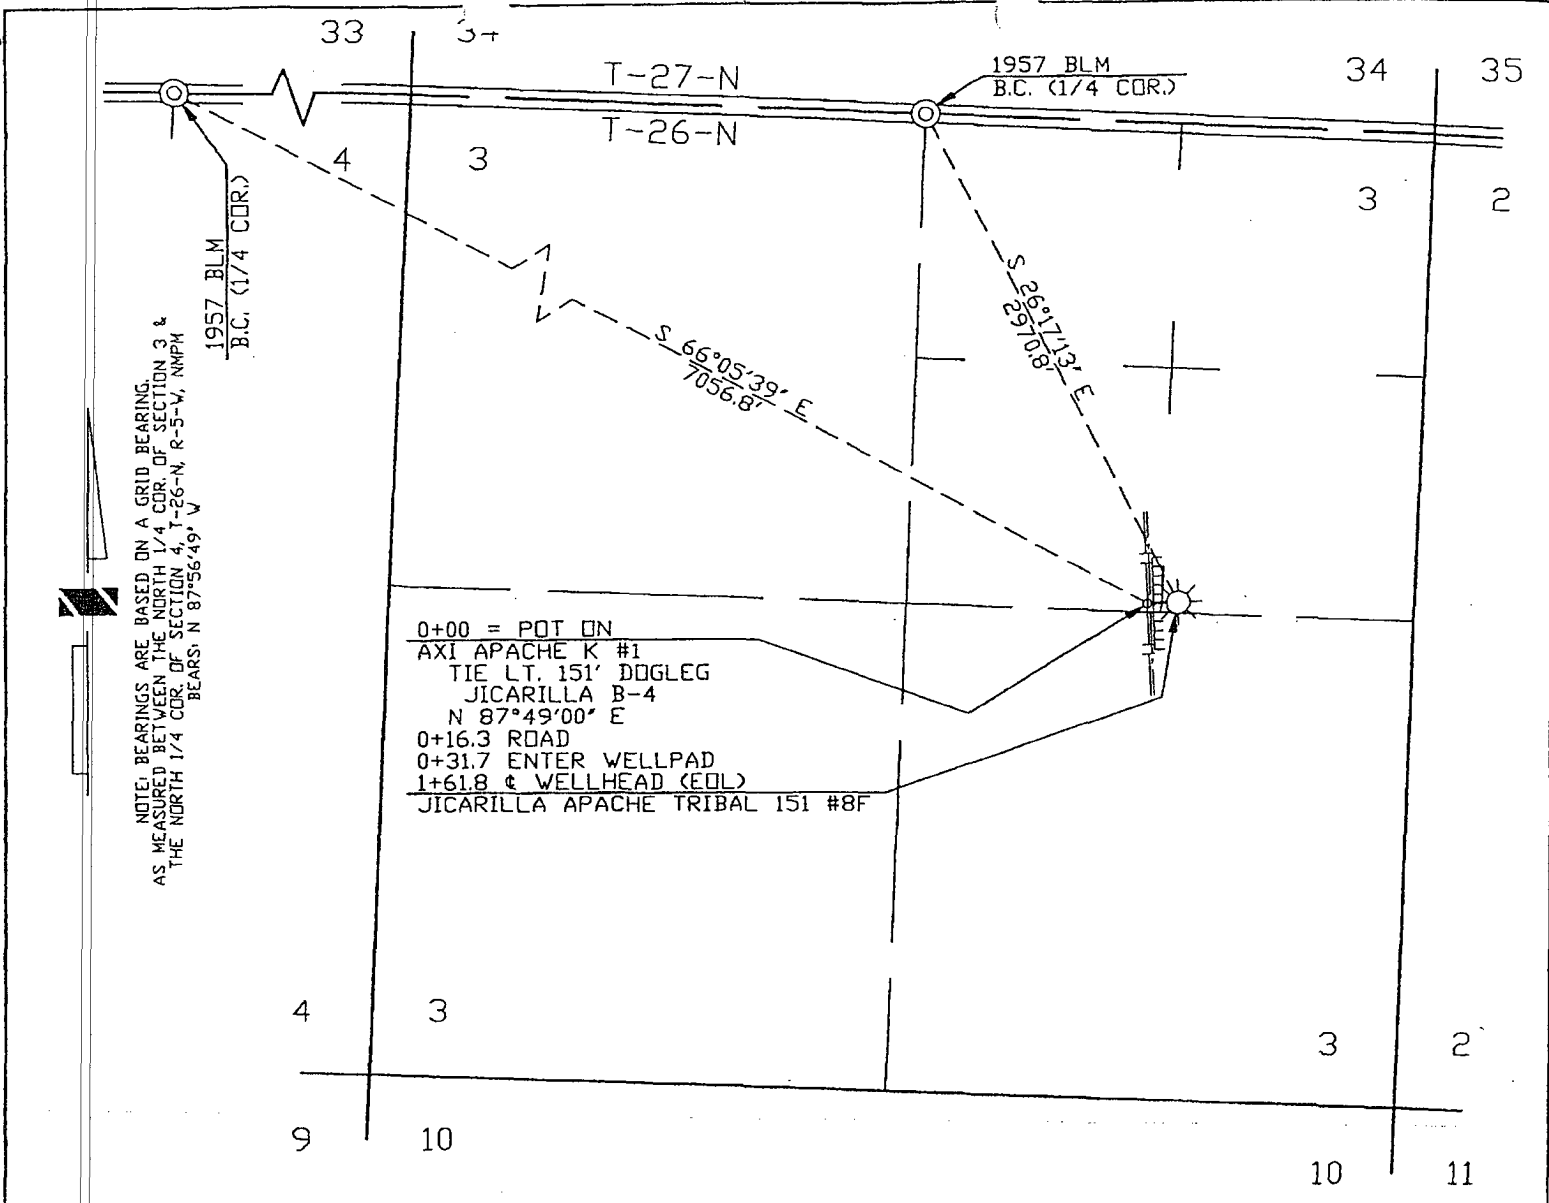 33
34
T-27-N
T-26-N
1957 BLM
B.C. (1/4 COR.)
34
35
4
3
3
2
1957 BLM
B.C. (1/4 COR.)
S 26°17'13" E
2970.8'
S 66°05'39" E
7056.8'
NOTE: BEARINGS ARE BASED ON A GRID BEARING.
AS MEASURED BETWEEN THE NORTH 1/4 COR. OF SECTION 3 &
THE NORTH 1/4 COR. OF SECTION 4, T-26-N, R-5-W, NMPM
BEARS: N 87°56'49" W
0+00 = POT ON
AXI APACHE K #1
TIE LT. 151' DOGLEG
JICARILLA B-4
N 87°49'00" E
0+16.3 ROAD
0+31.7 ENTER WELLPAD
1+61.8 ℄ WELLHEAD (EOL)
JICARILLA APACHE TRIBAL 151 #8F
4
3
3
2
9
10
10
11